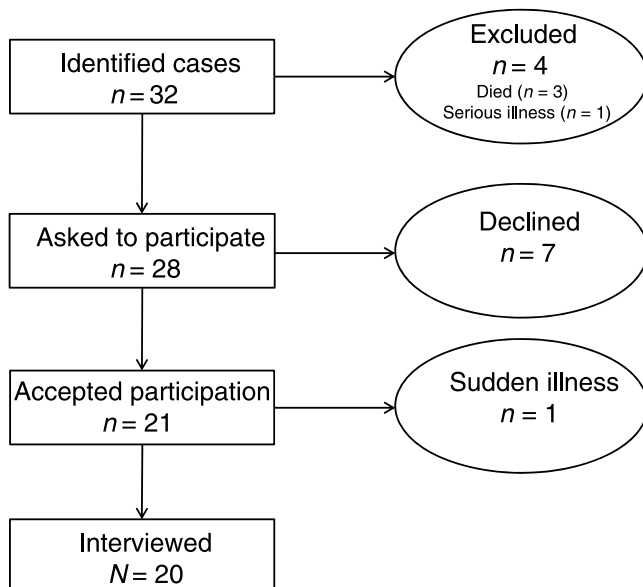 Identified cases
n = 32
Excluded
n = 4
Died (n = 3)
Serious illness (n = 1)
Asked to participate
n = 28
Declined
n = 7
Accepted participation
n = 21
Sudden illness
n = 1
Interviewed
N = 20